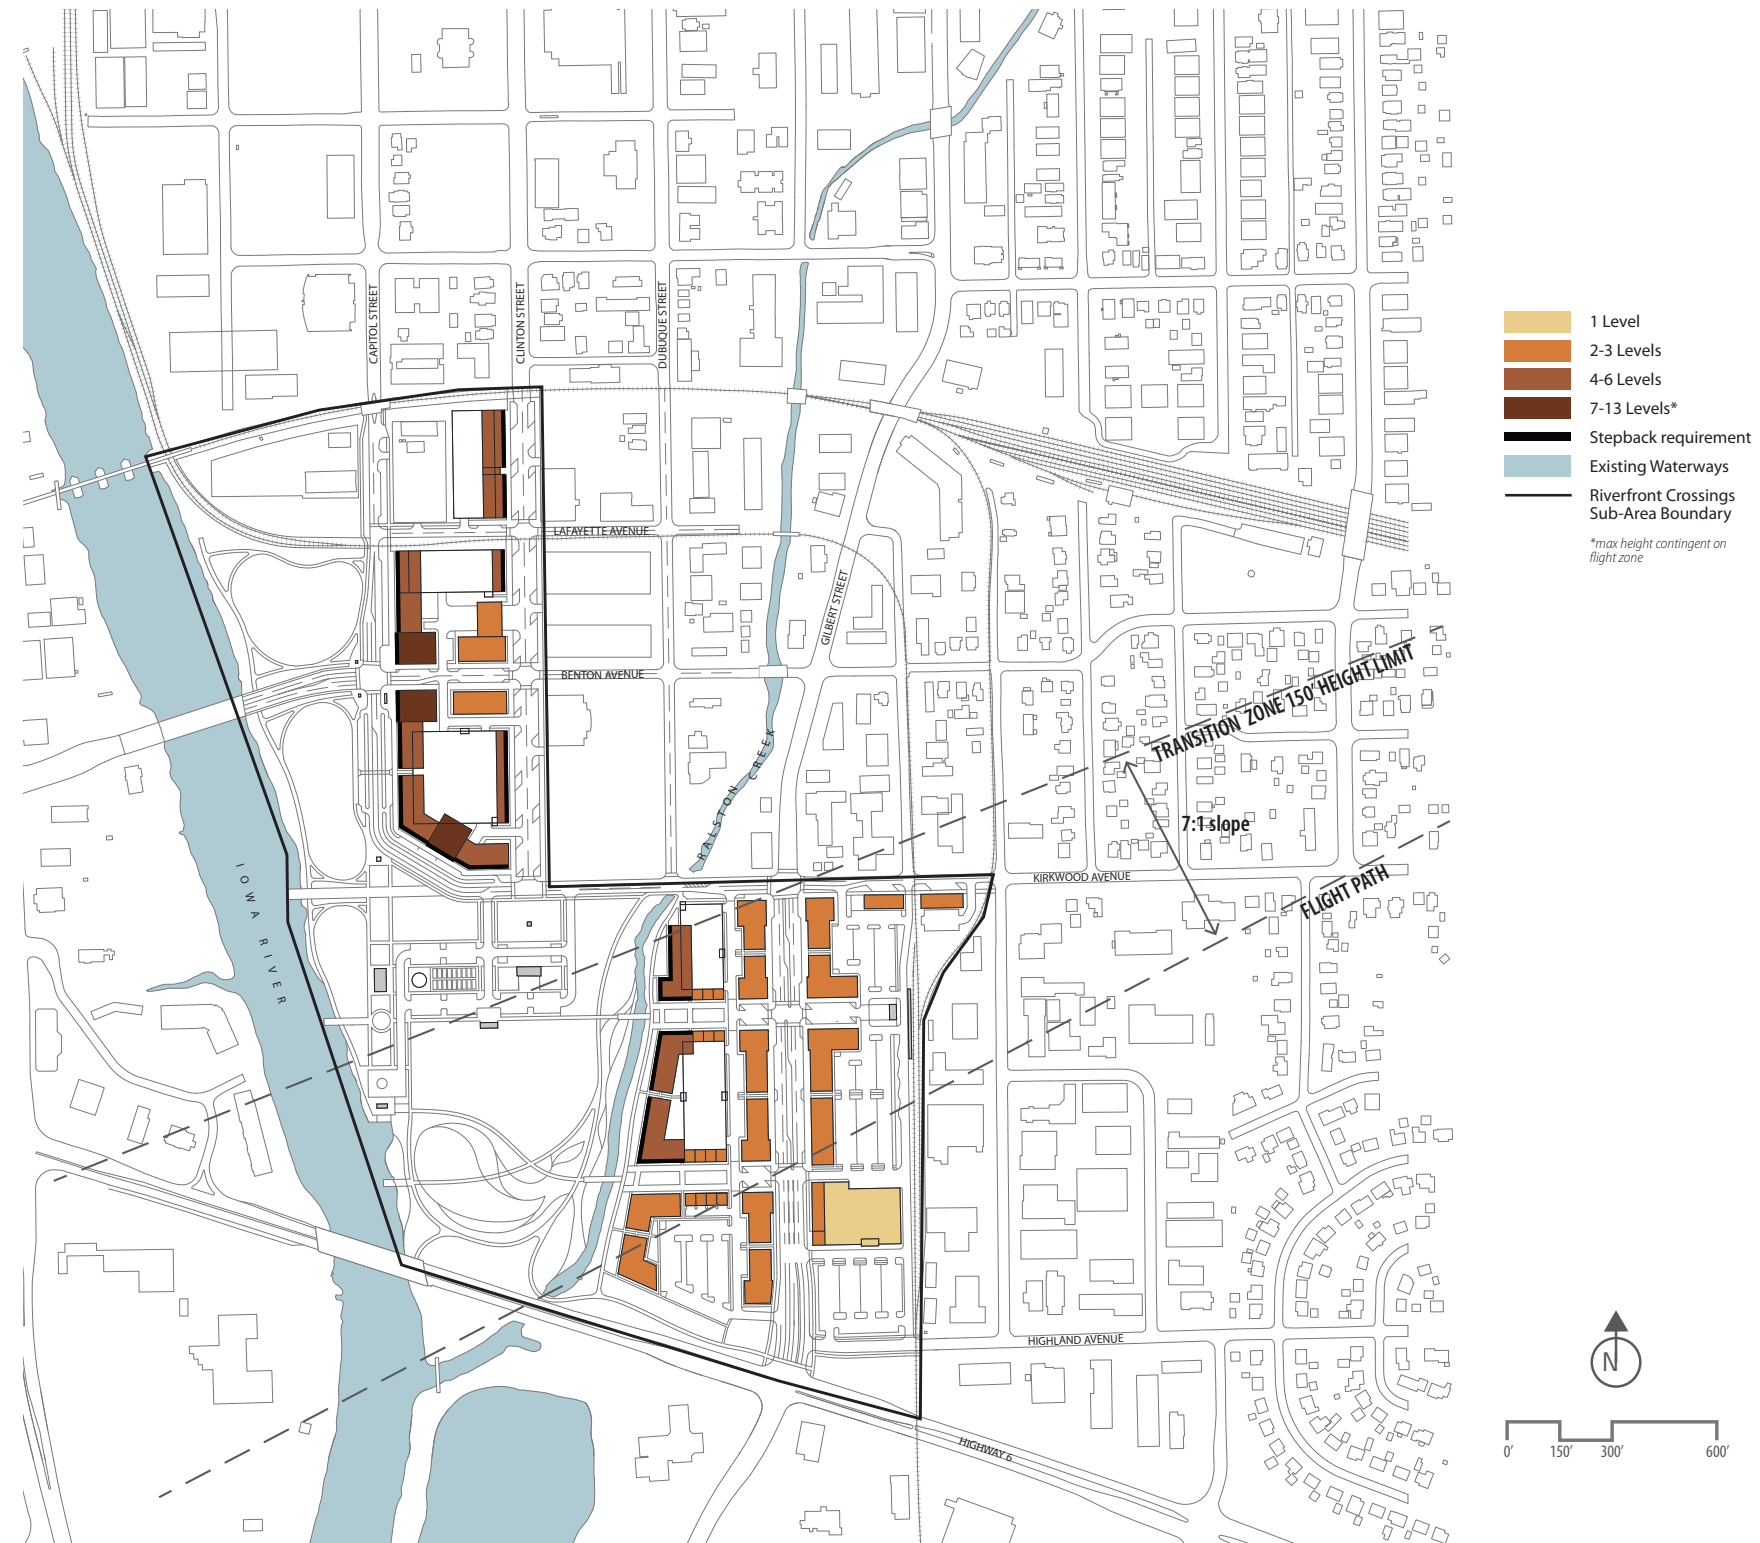 CAPITOL STREET
CLINTON STREET
DUBUQUE STREET
1 Level
2-3 Levels
4-6 Levels
7-13 Levels*
Stepback requirement
Existing Waterways
Riverfront Crossings
Sub-Area Boundary
*max height contingent on
flight zone
LAFAYETTE AVENUE
GILBERT STREET
BENTON AVENUE
TRANSITION ZONE 150' HEIGHT LIMIT
RALSTON CREEK
7:1 slope
KIRKWOOD AVENUE
FLIGHT PATH
IOWA RIVER
HIGHLAND AVENUE
N
HIGHWAY 6
0' 150' 300' 600'